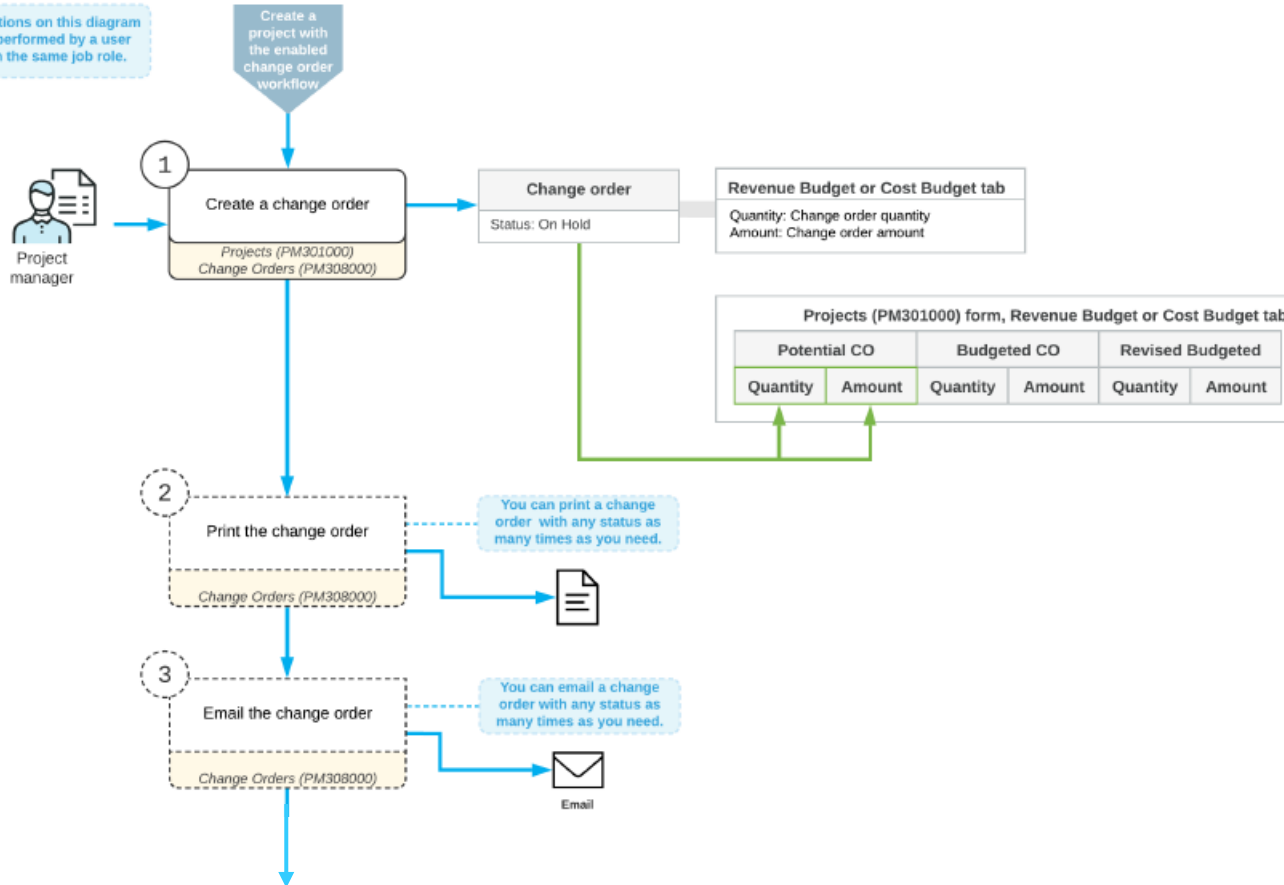 tions on this diagram
performed by a user
the same job role.
Create a
project with
the enabled
change order
workflow
1
Create a change order
Projects (PM301000)
Change Orders (PM308000)
Project
manager
Change order
Status: On Hold
Revenue Budget or Cost Budget tab
Quantity: Change order quantity
Amount: Change order amount
Projects (PM301000) form, Revenue Budget or Cost Budget tab
Potential CO
Budgeted CO
Revised Budgeted
Quantity
Amount
Quantity
Amount
Quantity
Amount
2
Print the change order
Change Orders (PM308000)
You can print a change
order with any status as
many times as you need.
3
Email the change order
Change Orders (PM308000)
You can email a change
order with any status as
many times as you need.
Email